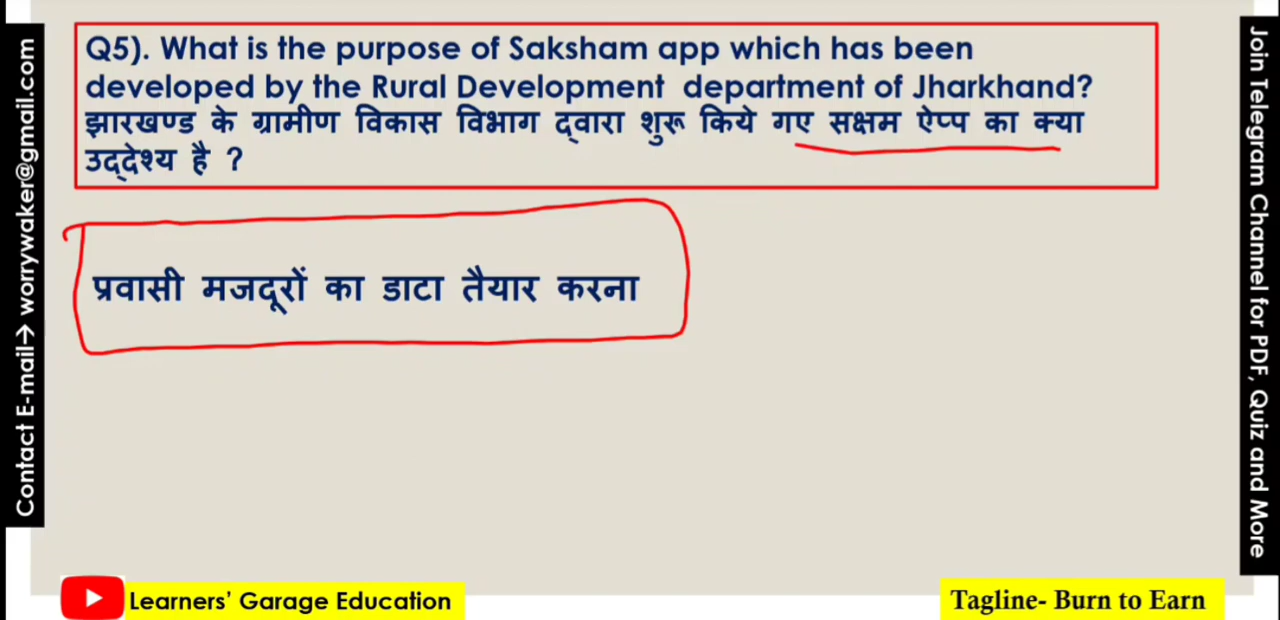 Q5). What is the purpose of Saksham app which has been
developed by the Rural Development department of Jharkhand?
झारखण्ड के ग्रामीण विकास विभाग द्वारा शुरू किये गए सक्षम ऐप्प का क्या
उद्देश्य है ?
प्रवासी मजदूरों का डाटा तैयार करना
Contact E-mail→ worrywaker@gmail.com
Join Telegram Channel for PDF, Quiz and More
Learners’ Garage Education
Tagline- Burn to Earn